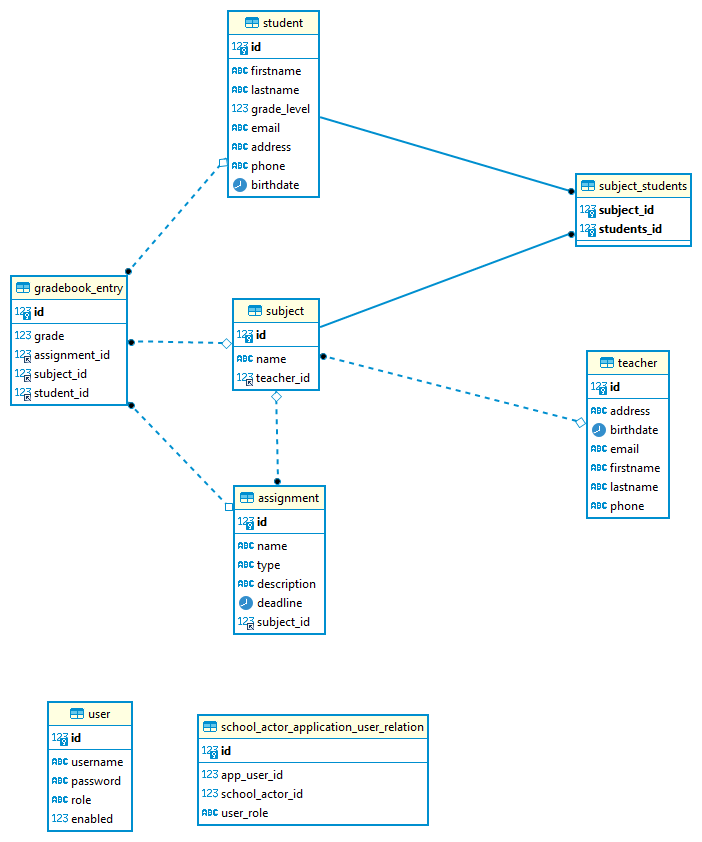 student
123 id
ABC firstname
ABC lastname
123 grade_level
ABC email
ABC address
ABC phone
birthdate
subject_students
123 subject_id
123 students_id
gradebook_entry
123 id
123 grade
123 assignment_id
123 subject_id
123 student_id
subject
123 id
ABC name
123 teacher_id
teacher
123 id
ABC address
birthdate
ABC email
ABC firstname
ABC lastname
ABC phone
assignment
123 id
ABC name
ABC type
ABC description
deadline
123 subject_id
user
123 id
ABC username
ABC password
ABC role
123 enabled
school_actor_application_user_relation
123 id
123 app_user_id
123 school_actor_id
ABC user_role